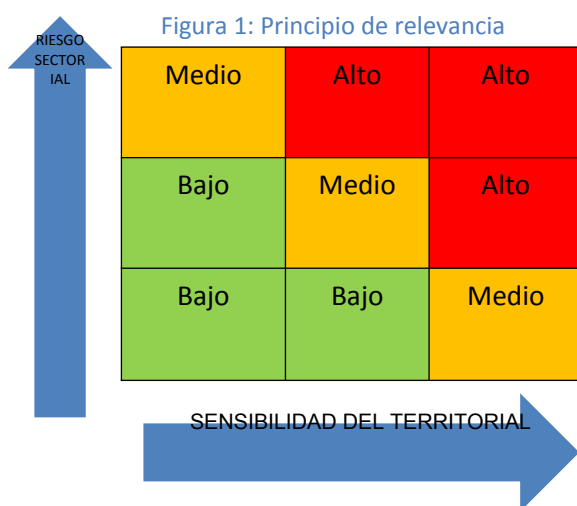 Figura 1: Principio de relevancia
RIESGO
SECTOR
IAL
Medio Alto Alto
Bajo Medio Alto
Bajo Bajo Medio
SENSIBILIDAD DEL TERRITORIAL